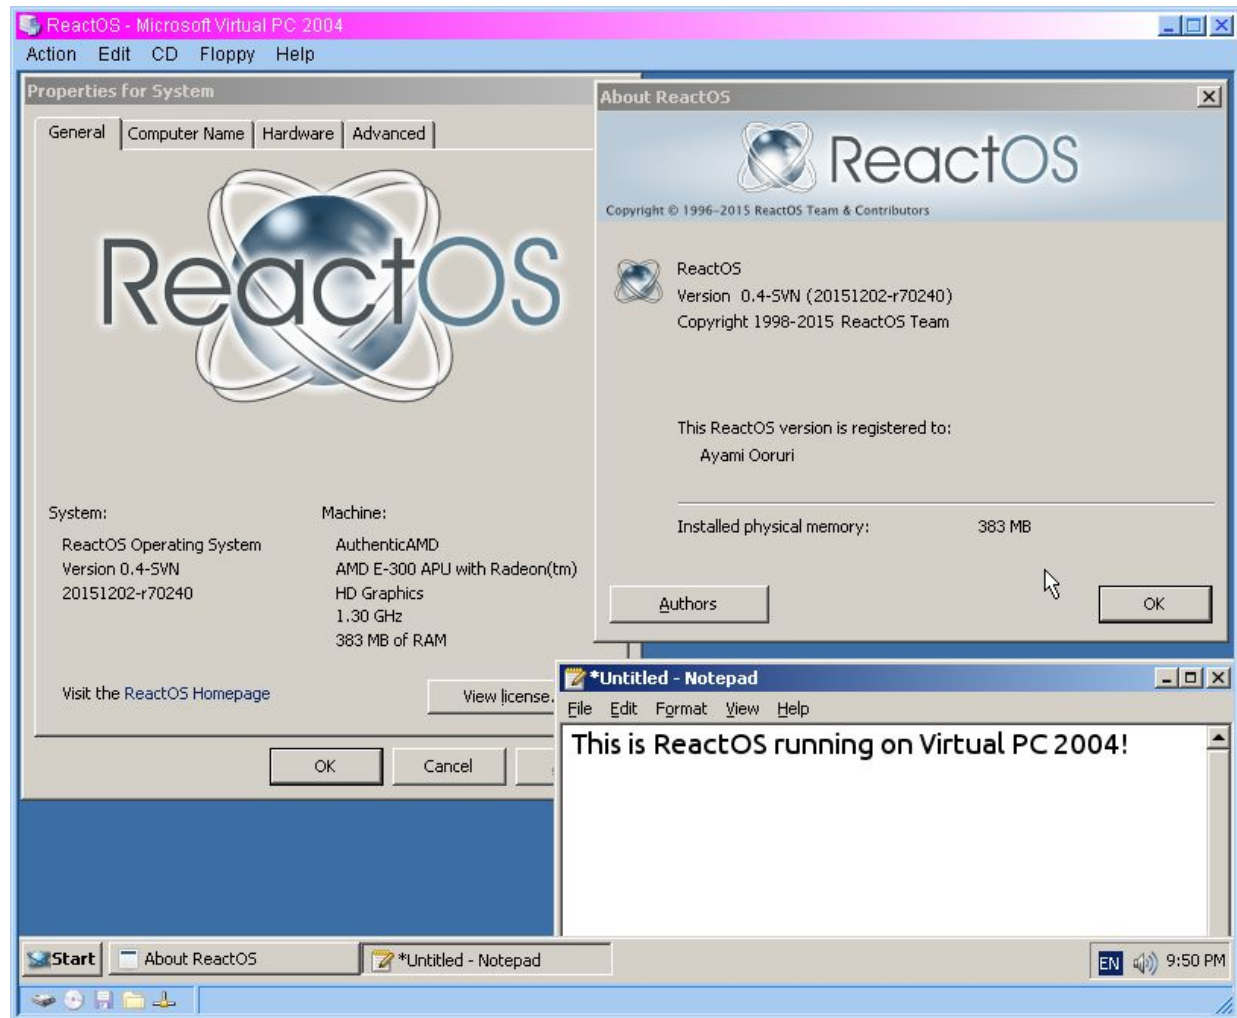 ReactOS - Microsoft Virtual PC 2004
Action Edit CD Floppy Help
Properties for System
General Computer Name Hardware Advanced
ReactOS
System:
ReactOS Operating System
Version 0.4-SVN
20151202-r70240
Machine:
AuthenticAMD
AMD E-300 APU with Radeon(tm)
HD Graphics
1.30 GHz
383 MB of RAM
Visit the ReactOS Homepage
View license.
OK Cancel
About ReactOS
ReactOS
Copyright © 1996-2015 ReactOS Team & Contributors
ReactOS
Version 0.4-SVN (20151202-r70240)
Copyright 1998-2015 ReactOS Team
This ReactOS version is registered to:
Ayami Ooruri
Installed physical memory: 383 MB
Authors OK
*Untitled - Notepad
File Edit Format View Help
This is ReactOS running on Virtual PC 2004!
Start About ReactOS *Untitled - Notepad EN 9:50 PM